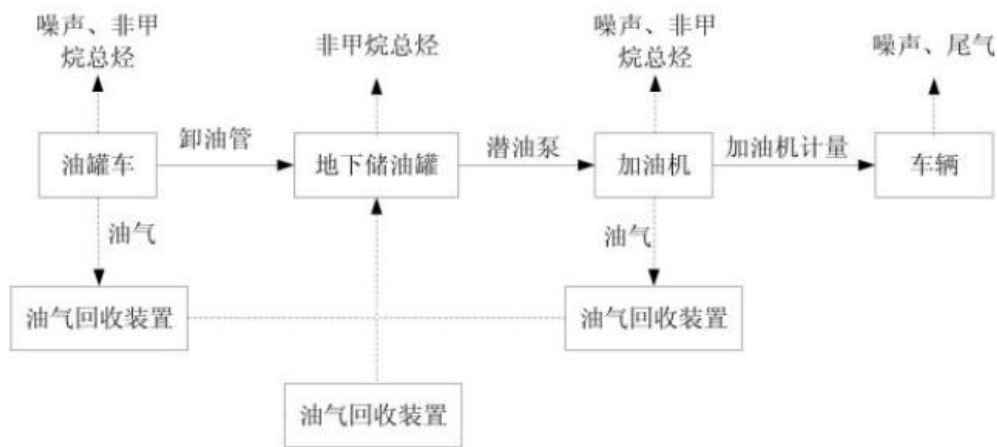 噪声、非甲
烷总烃
非甲烷总烃
噪声、非甲
烷总烃
噪声、尾气
油罐车
卸油管
地下储油罐
潜油泵
加油机
加油机计量
车辆
油气
油气
油气回收装置
油气回收装置
油气回收装置